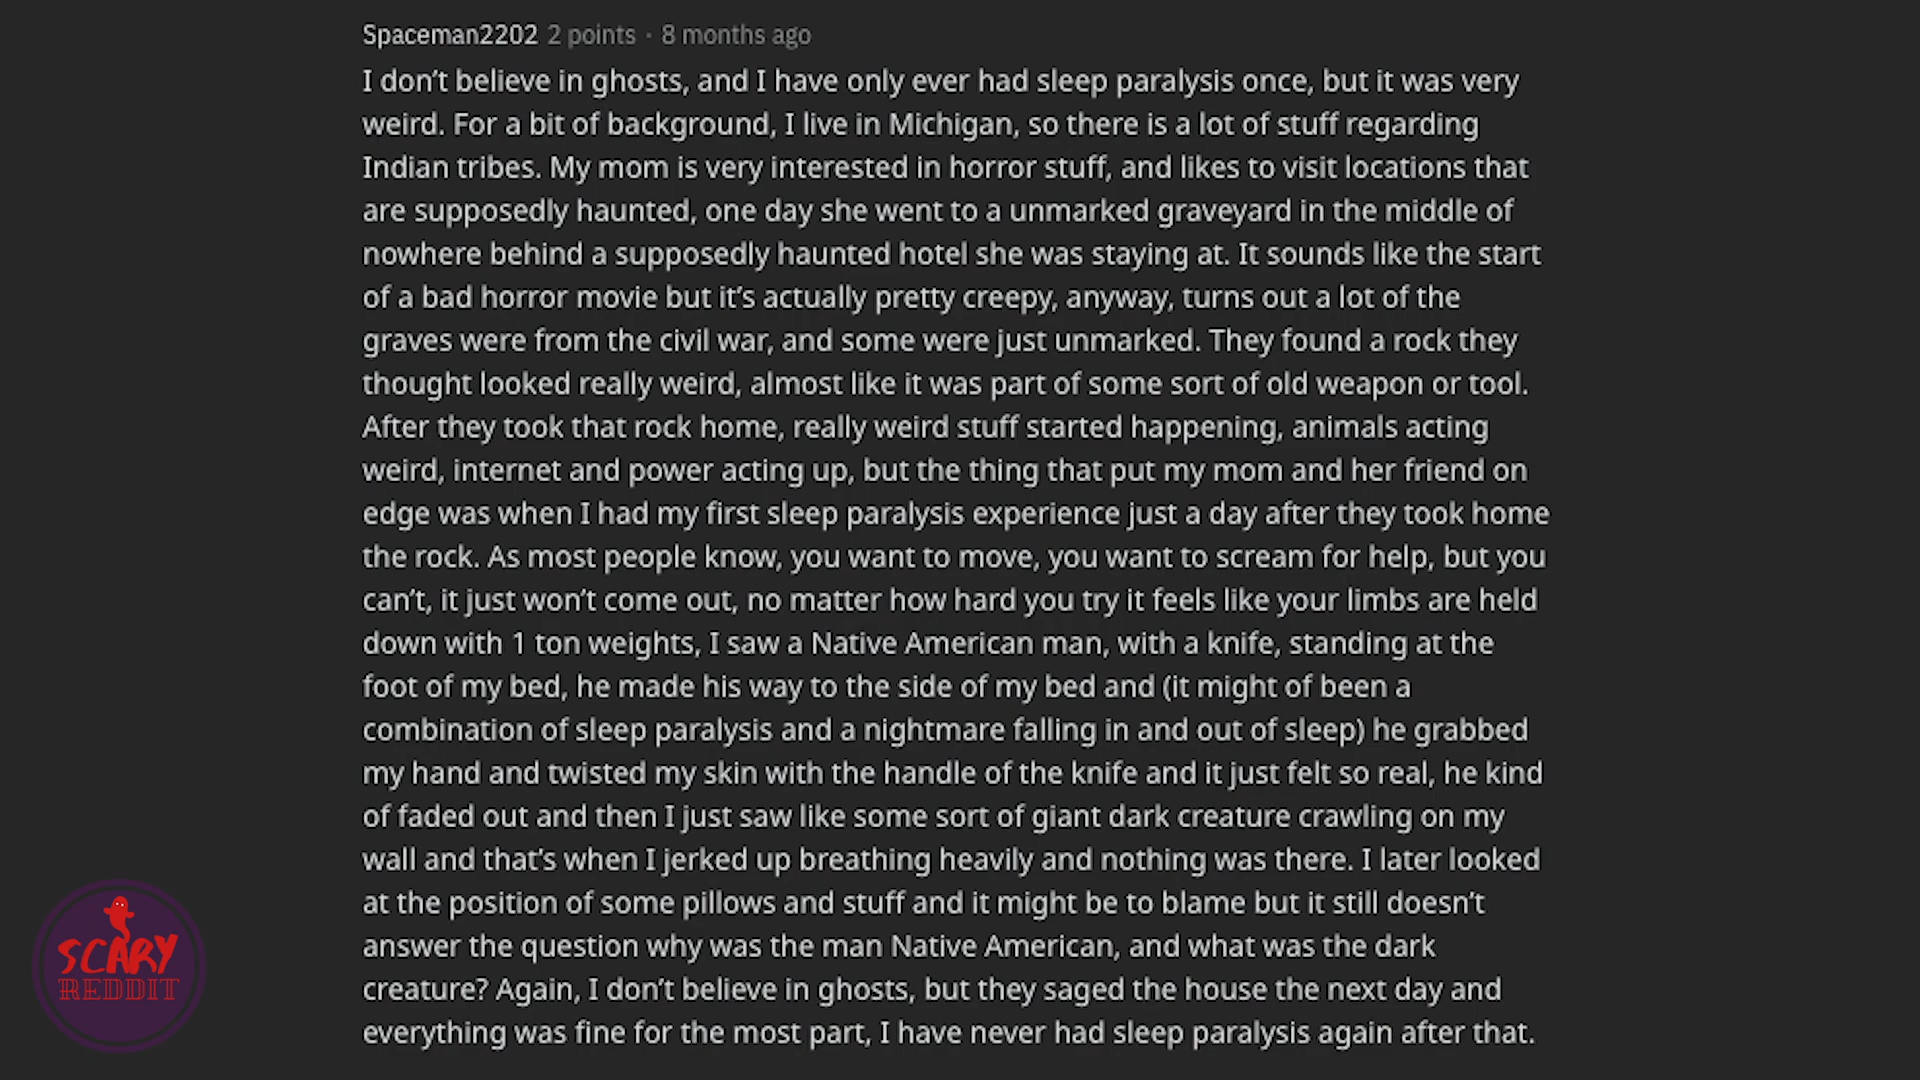 Spaceman2202 2 points · 8 months ago
I don’t believe in ghosts, and I have only ever had sleep paralysis once, but it was very
weird. For a bit of background, I live in Michigan, so there is a lot of stuff regarding
Indian tribes. My mom is very interested in horror stuff, and likes to visit locations that
are supposedly haunted, one day she went to a unmarked graveyard in the middle of
nowhere behind a supposedly haunted hotel she was staying at. It sounds like the start
of a bad horror movie but it’s actually pretty creepy, anyway, turns out a lot of the
graves were from the civil war, and some were just unmarked. They found a rock they
thought looked really weird, almost like it was part of some sort of old weapon or tool.
After they took that rock home, really weird stuff started happening, animals acting
weird, internet and power acting up, but the thing that put my mom and her friend on
edge was when I had my first sleep paralysis experience just a day after they took home
the rock. As most people know, you want to move, you want to scream for help, but you
can’t, it just won’t come out, no matter how hard you try it feels like your limbs are held
down with 1 ton weights, I saw a Native American man, with a knife, standing at the
foot of my bed, he made his way to the side of my bed and (it might of been a
combination of sleep paralysis and a nightmare falling in and out of sleep) he grabbed
my hand and twisted my skin with the handle of the knife and it just felt so real, he kind
of faded out and then I just saw like some sort of giant dark creature crawling on my
wall and that’s when I jerked up breathing heavily and nothing was there. I later looked
at the position of some pillows and stuff and it might be to blame but it still doesn’t
answer the question why was the man Native American, and what was the dark
creature? Again, I don’t believe in ghosts, but they saged the house the next day and
everything was fine for the most part, I have never had sleep paralysis again after that.
SCARY
REDDIT